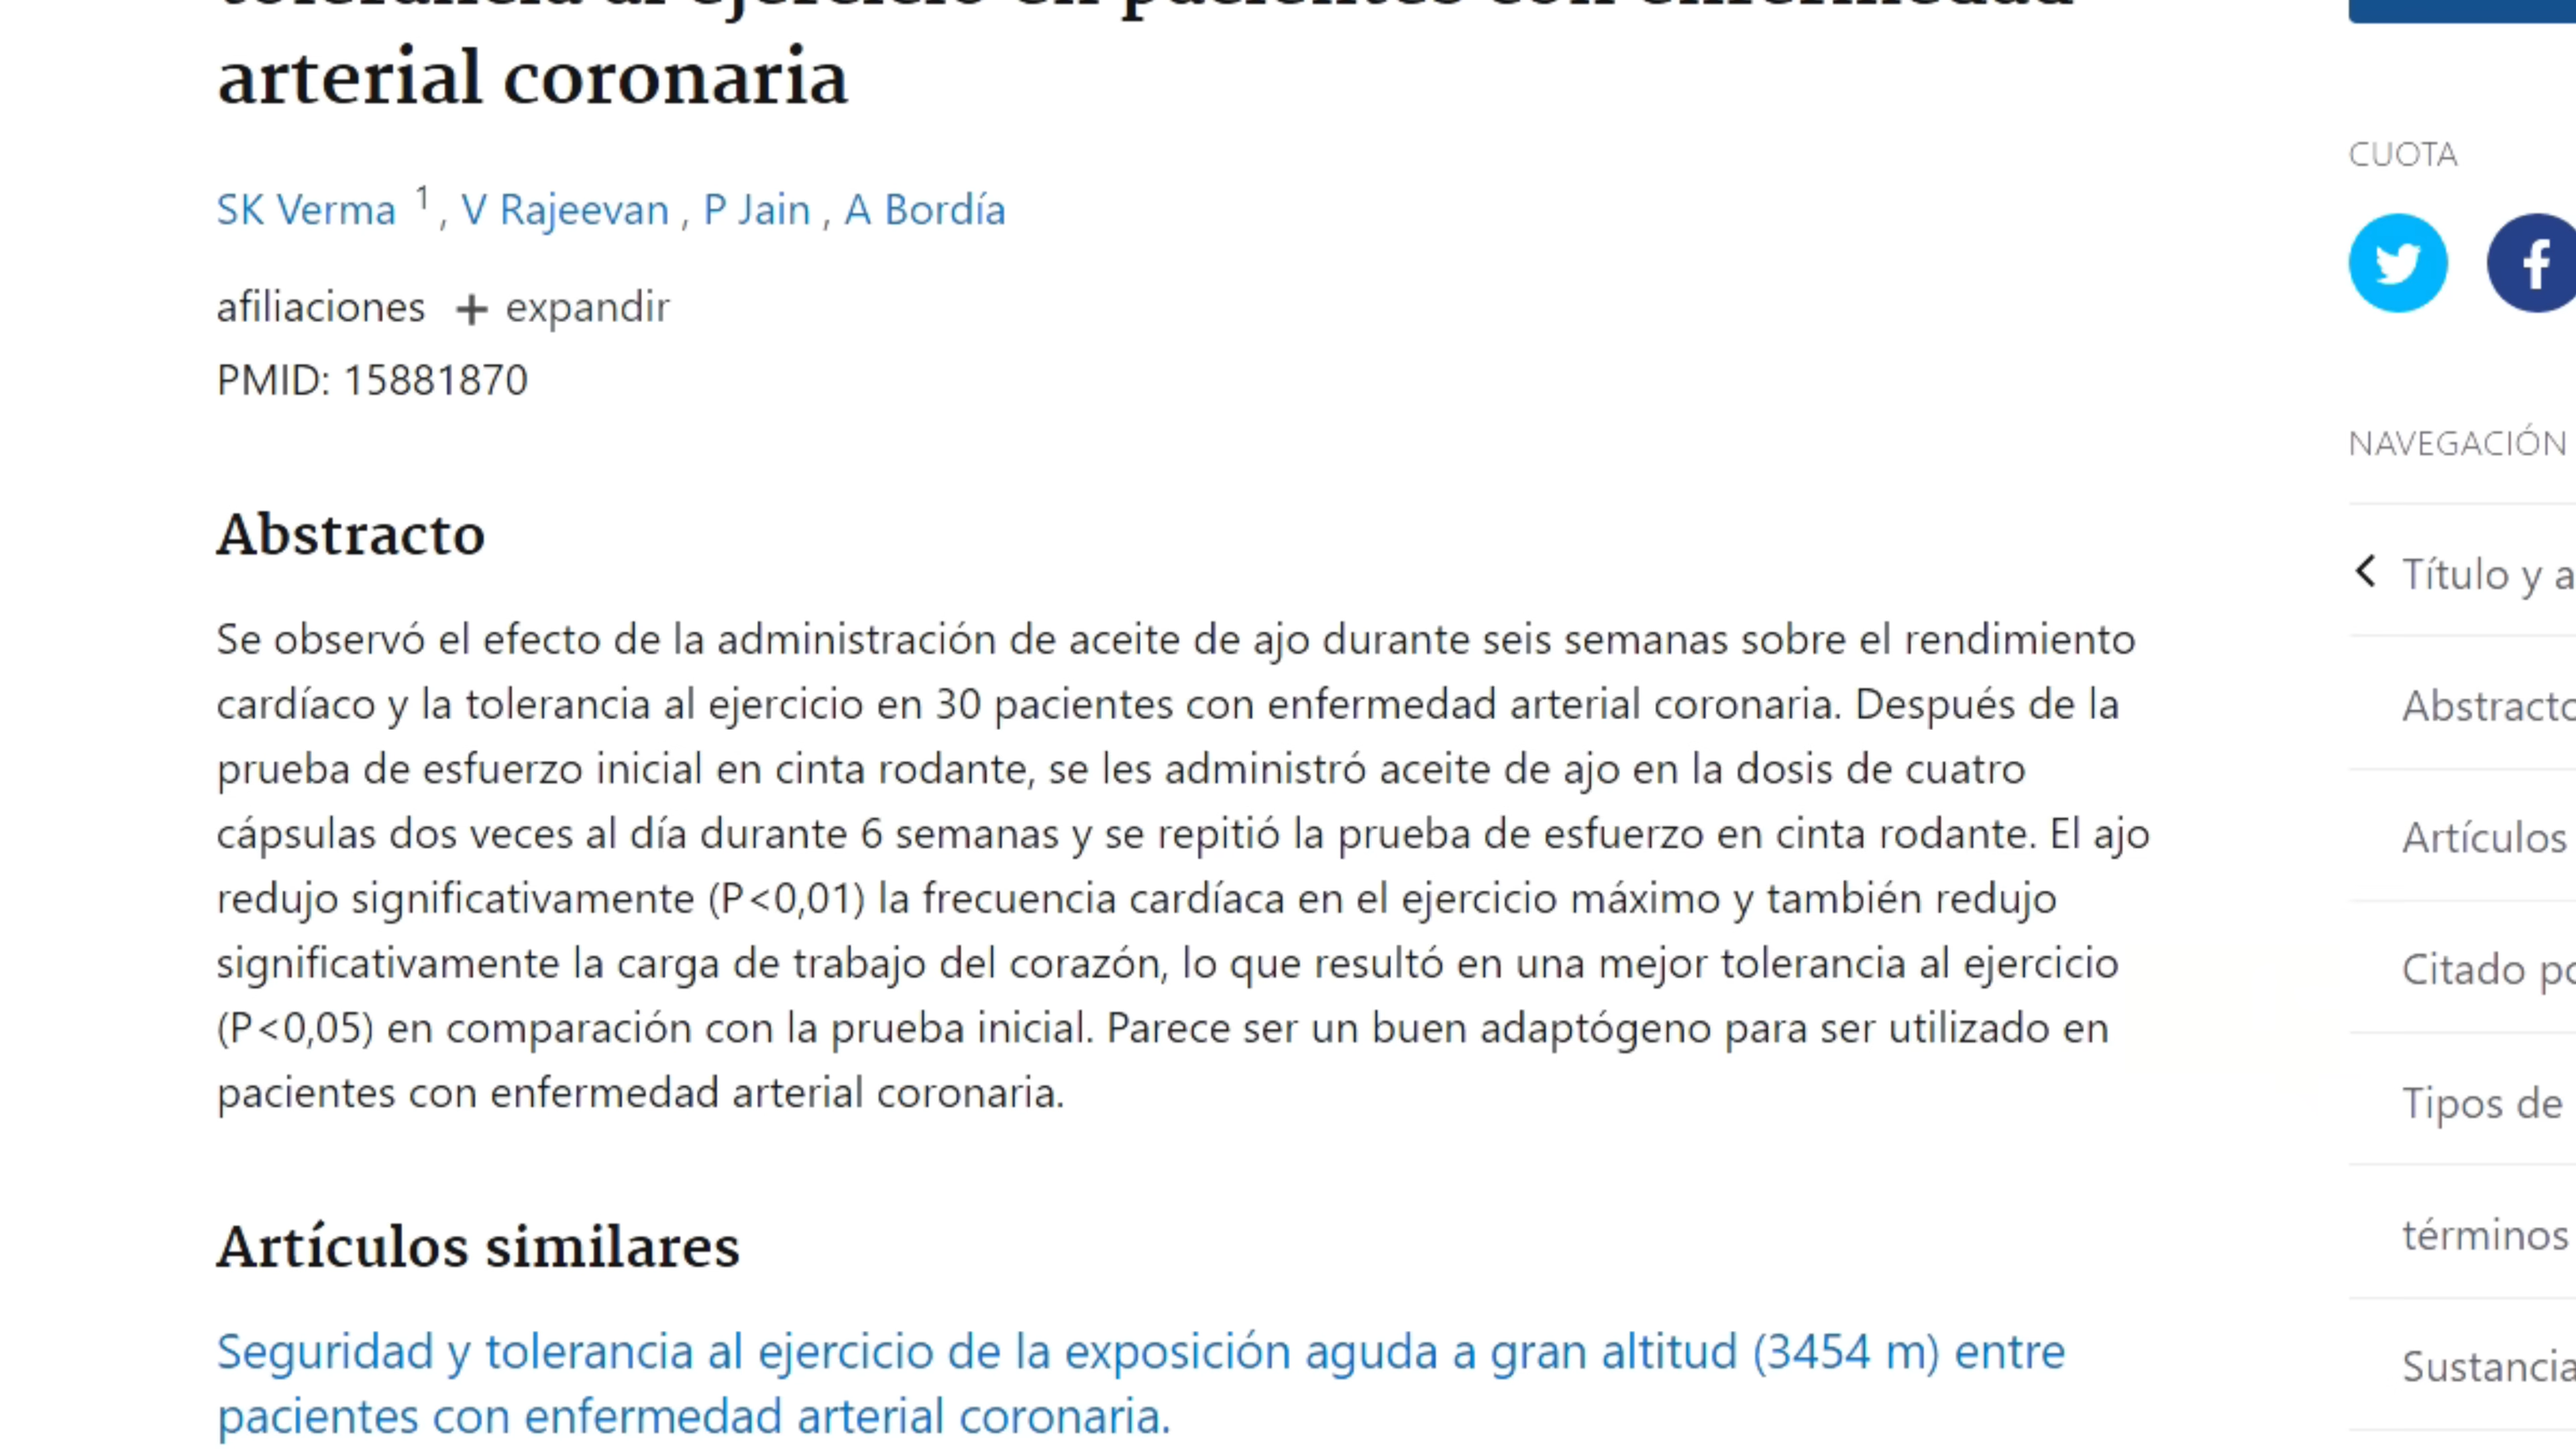 tolerancia al ejercicio en pacientes con enfermedad
arterial coronaria
SK Verma 1 , V Rajeevan , P Jain , A Bordía
afiliaciones + expandir
PMID: 15881870
Abstracto
Se observó el efecto de la administración de aceite de ajo durante seis semanas sobre el rendimiento
cardíaco y la tolerancia al ejercicio en 30 pacientes con enfermedad arterial coronaria. Después de la
prueba de esfuerzo inicial en cinta rodante, se les administró aceite de ajo en la dosis de cuatro
cápsulas dos veces al día durante 6 semanas y se repitió la prueba de esfuerzo en cinta rodante. El ajo
redujo significativamente (P<0,01) la frecuencia cardíaca en el ejercicio máximo y también redujo
significativamente la carga de trabajo del corazón, lo que resultó en una mejor tolerancia al ejercicio
(P<0,05) en comparación con la prueba inicial. Parece ser un buen adaptógeno para ser utilizado en
pacientes con enfermedad arterial coronaria.
Artículos similares
Seguridad y tolerancia al ejercicio de la exposición aguda a gran altitud (3454 m) entre
pacientes con enfermedad arterial coronaria.
CUOTA
NAVEGACIÓN
Título y a
Abstracto
Artículos
Citado po
Tipos de
términos
Sustancia